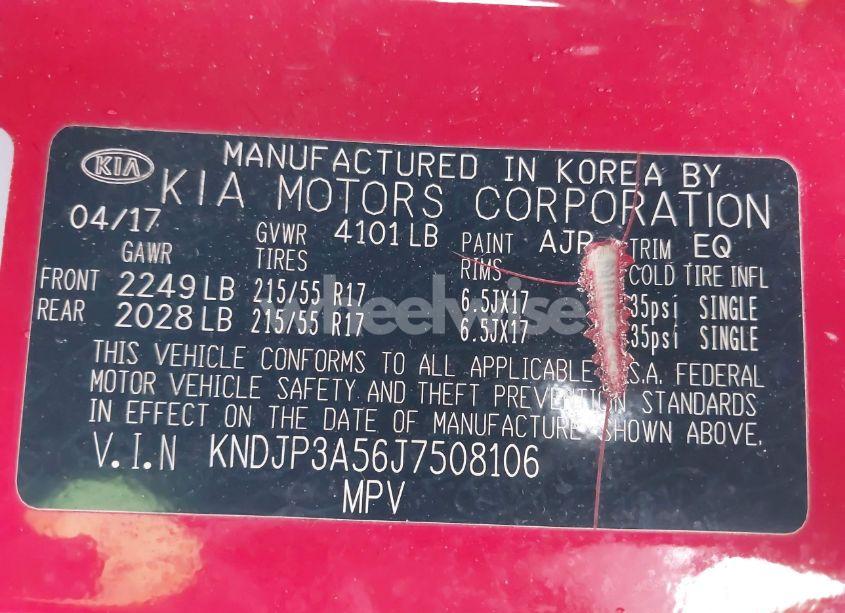 KIA MANUFACTURED IN KOREA BY
KIA MOTORS CORPORATION
04/17 GVWR 4101 LB PAINT AJR TRIM EQ
GAWR TIRES RIMS COLD TIRE INFL
FRONT 2249 LB 215/55 R17 6.5JX17 35psi SINGLE
REAR 2028 LB 215/55 R17 6.5JX17 35psi SINGLE
THIS VEHICLE CONFORMS TO ALL APPLICABLE .S.A. FEDERAL
MOTOR VEHICLE SAFETY AND THEFT PREVENTION STANDARDS
IN EFFECT ON THE DATE OF MANUFACTURE SHOWN ABOVE.
V.I.N KNDJP3A56J7508106
MPV
wheelwise